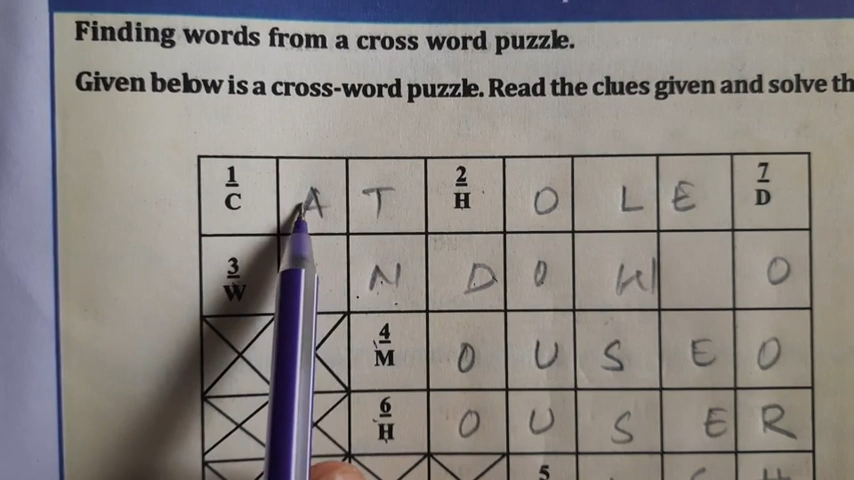 Finding words from a cross word puzzle.
Given below is a cross-word puzzle. Read the clues given and solve th
1 2 7
C A T H O L E D
3
W N D O W O
4
M O U S E O
6
H O U S E R
5